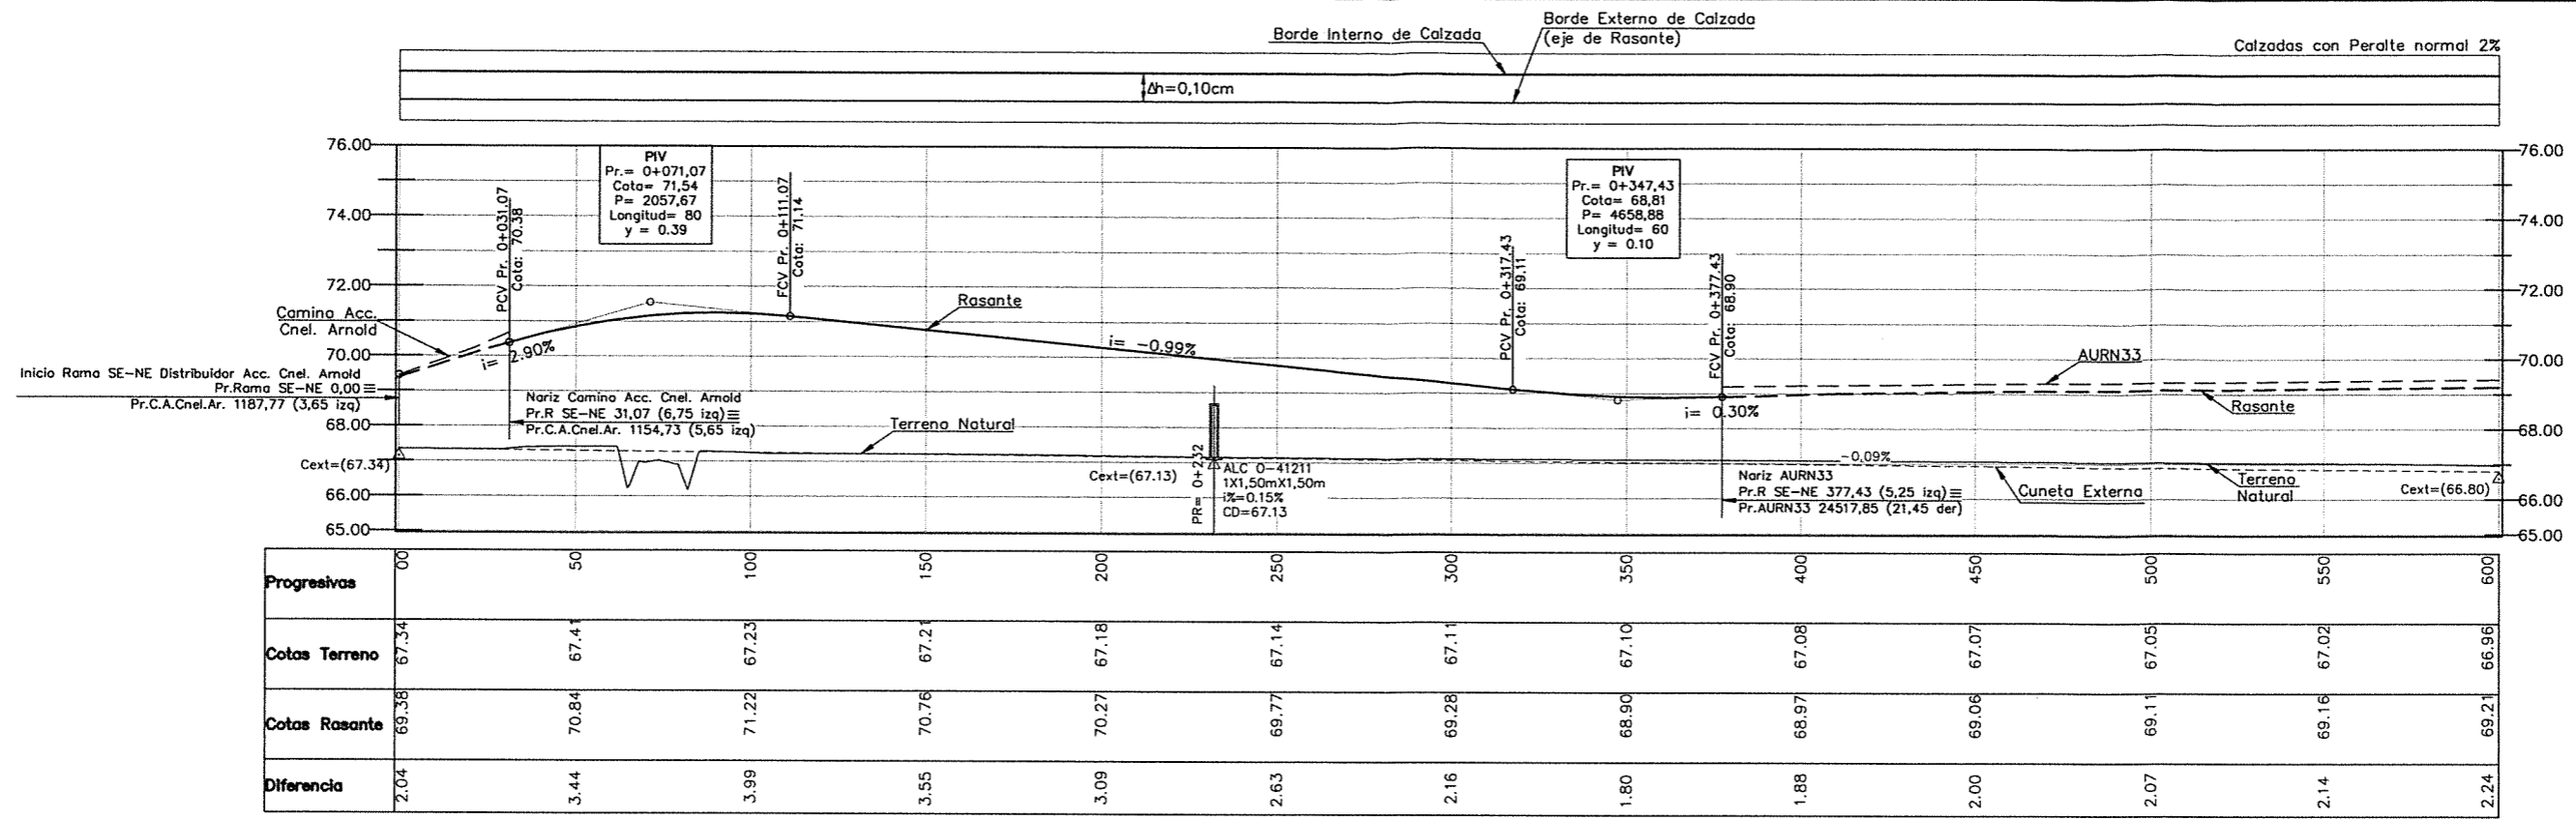 Borde Externo de Calzada
(eje de Rasante)
Borde Interno de Calzada
Calzadas con Peralte normal 2%
Δh=0,10cm
76.00
74.00
72.00
70.00
68.00
66.00
65.00
76.00
74.00
72.00
70.00
68.00
66.00
65.00
PIV
Pr.= 0+071,07
Cota= 71,54
P= 2057,67
Longitud= 80
y = 0.39
PIV
Pr.= 0+347,43
Cota= 68,81
P= 4658,88
Longitud= 60
y = 0.10
PCV Pr. 0+031.07
Cota: 70.38
FCV Pr. 0+111.07
Cota: 71.14
PCV Pr. 0+317.43
Cota: 69.11
FCV Pr. 0+377.43
Cota: 68.90
Camino Acc.
Cnel. Arnold
Rasante
i= 2.90%
i= -0.99%
i= 0.30%
AURN33
Rasante
Inicio Rama SE-NE Distribuidor Acc. Cnel. Arnold
Pr.Rama SE-NE 0,00 ≡
Pr.C.A.Cnel.Ar. 1187,77 (3,65 izq)
Nariz Camino Acc. Cnel. Arnold
Pr.R SE-NE 31,07 (6,75 izq) ≡
Pr.C.A.Cnel.Ar. 1154,73 (5,65 izq)
Terreno Natural
Cext=(67.34)
Cext=(67.13)
PR= 0+232
ALC O-41211
1X1,50mX1,50m
i%=0.15%
CD=67.13
-0.09%
Nariz AURN33
Pr.R SE-NE 377,43 (5,25 izq) ≡
Pr.AURN33 24517,85 (21,45 der)
Cuneta Externa
Terreno
Natural
Cext=(66.80)
Progresivas 00 50 100 150 200 250 300 350 400 450 500 550 600
Cotas Terreno 67.34 67.41 67.23 67.21 67.18 67.14 67.11 67.10 67.08 67.07 67.05 67.02 66.96
Cotas Rasante 69.38 70.84 71.22 70.76 70.27 69.77 69.28 68.90 68.97 69.06 69.11 69.16 69.21
Diferencia 2.04 3.44 3.99 3.55 3.09 2.63 2.16 1.80 1.88 2.00 2.07 2.14 2.24